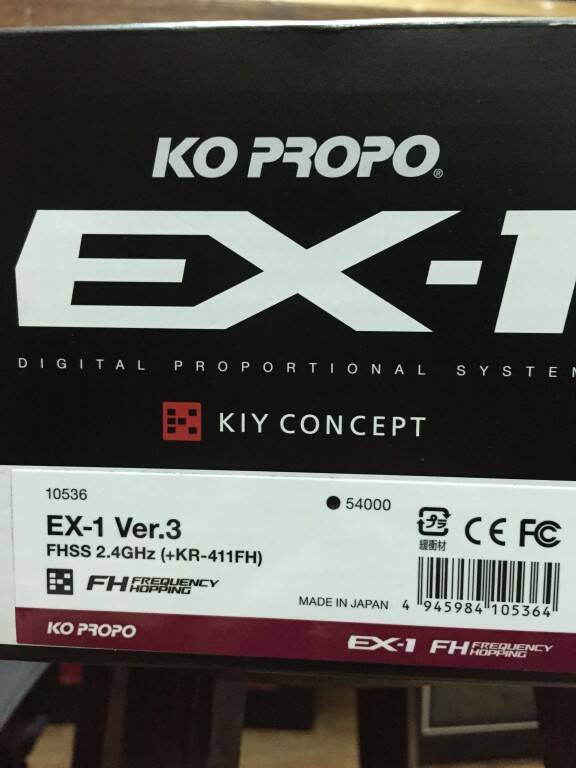 KO PROPO®
EX-1
DIGITAL PROPORTIONAL SYSTEM
KIY CONCEPT
10536
● 54000
EX-1 Ver.3
FHSS 2.4GHz (+KR-411FH)
プラ
緩衝材
CE FC
FH FREQUENCY HOPPING
MADE IN JAPAN
4 945984 105364
KO PROPO
EX-1 FH FREQUENCY HOPPING